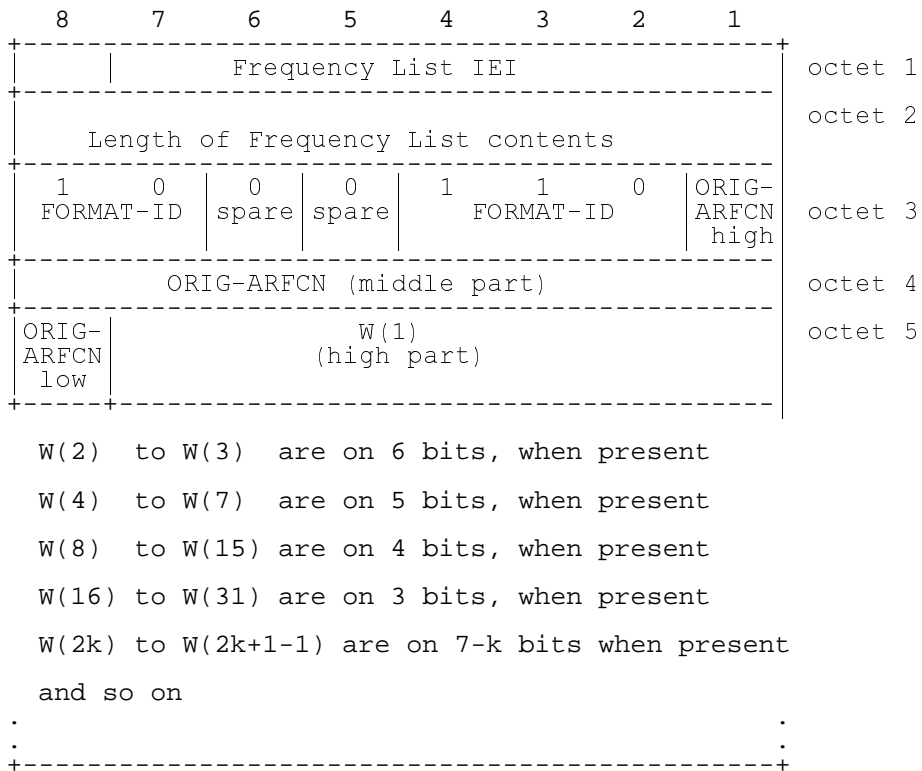 8 7 6 5 4 3 2 1
Frequency List IEI octet 1
octet 2
Length of Frequency List contents
1 0 0 0 1 1 0 ORIG-
FORMAT-ID spare spare FORMAT-ID ARFCN octet 3
high
ORIG-ARFCN (middle part) octet 4
ORIG- W(1) octet 5
ARFCN (high part)
low
W(2) to W(3) are on 6 bits, when present
W(4) to W(7) are on 5 bits, when present
W(8) to W(15) are on 4 bits, when present
W(16) to W(31) are on 3 bits, when present
W(2k) to W(2k+1-1) are on 7-k bits when present
and so on